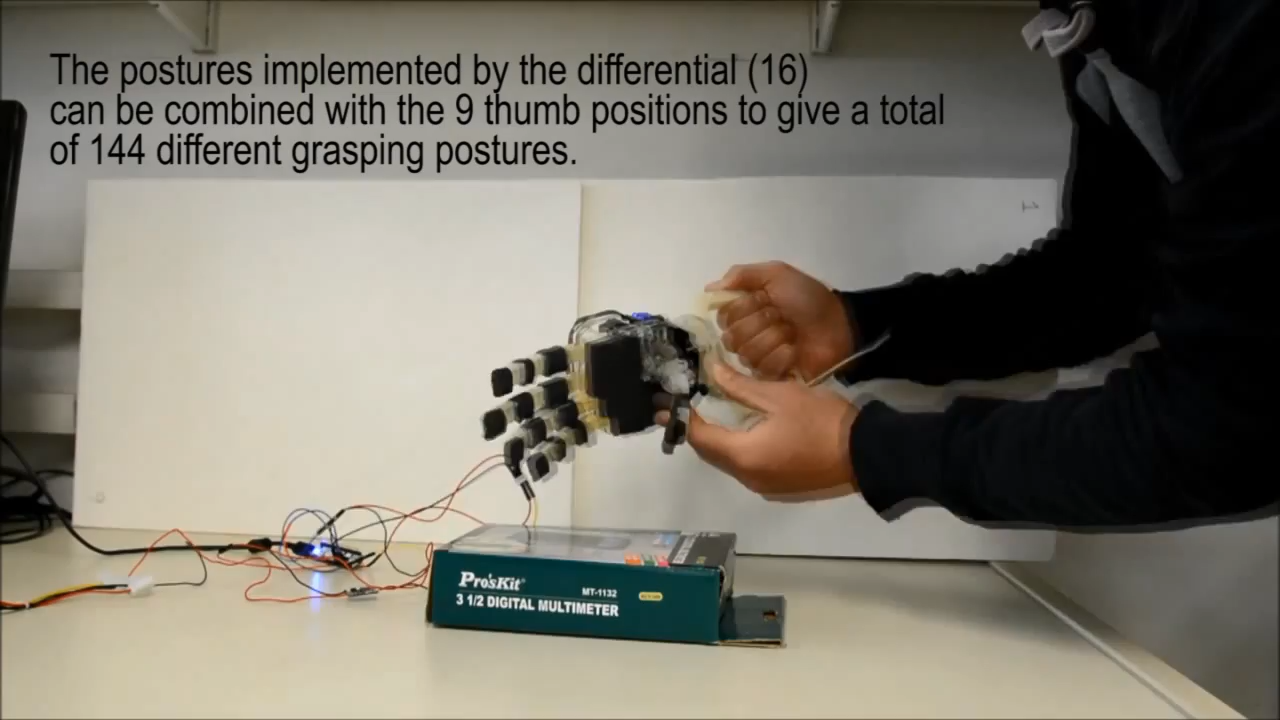 The postures implemented by the differential (16)
can be combined with the 9 thumb positions to give a total
of 144 different grasping postures.
Pro'sKit®
MT-1132
3 1/2 DIGITAL MULTIMETER